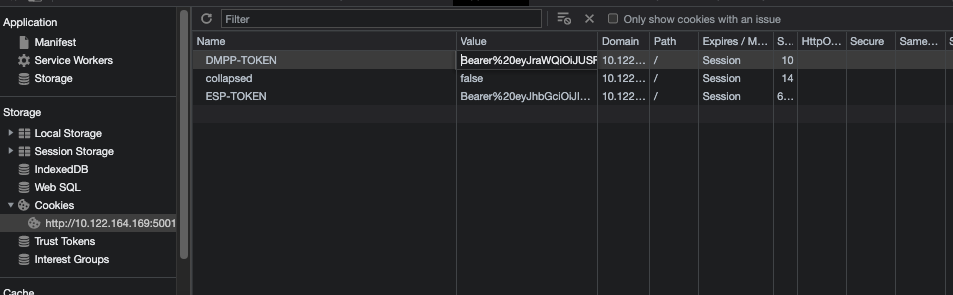 Application
Manifest
Service Workers
Storage
Storage
Local Storage
Session Storage
IndexedDB
Web SQL
Cookies
http://10.122.164.169:5001
Trust Tokens
Interest Groups
Cache
Filter
Only show cookies with an issue
Name Value Domain Path Expires / M... S... HttpO... Secure Same... S
DMPP-TOKEN Bearer%20eyJraWQiOiJUSF 10.122... / Session 10
collapsed false 10.122... / Session 14
ESP-TOKEN Bearer%20eyJhbGciOiJI... 10.122... / Session 6...